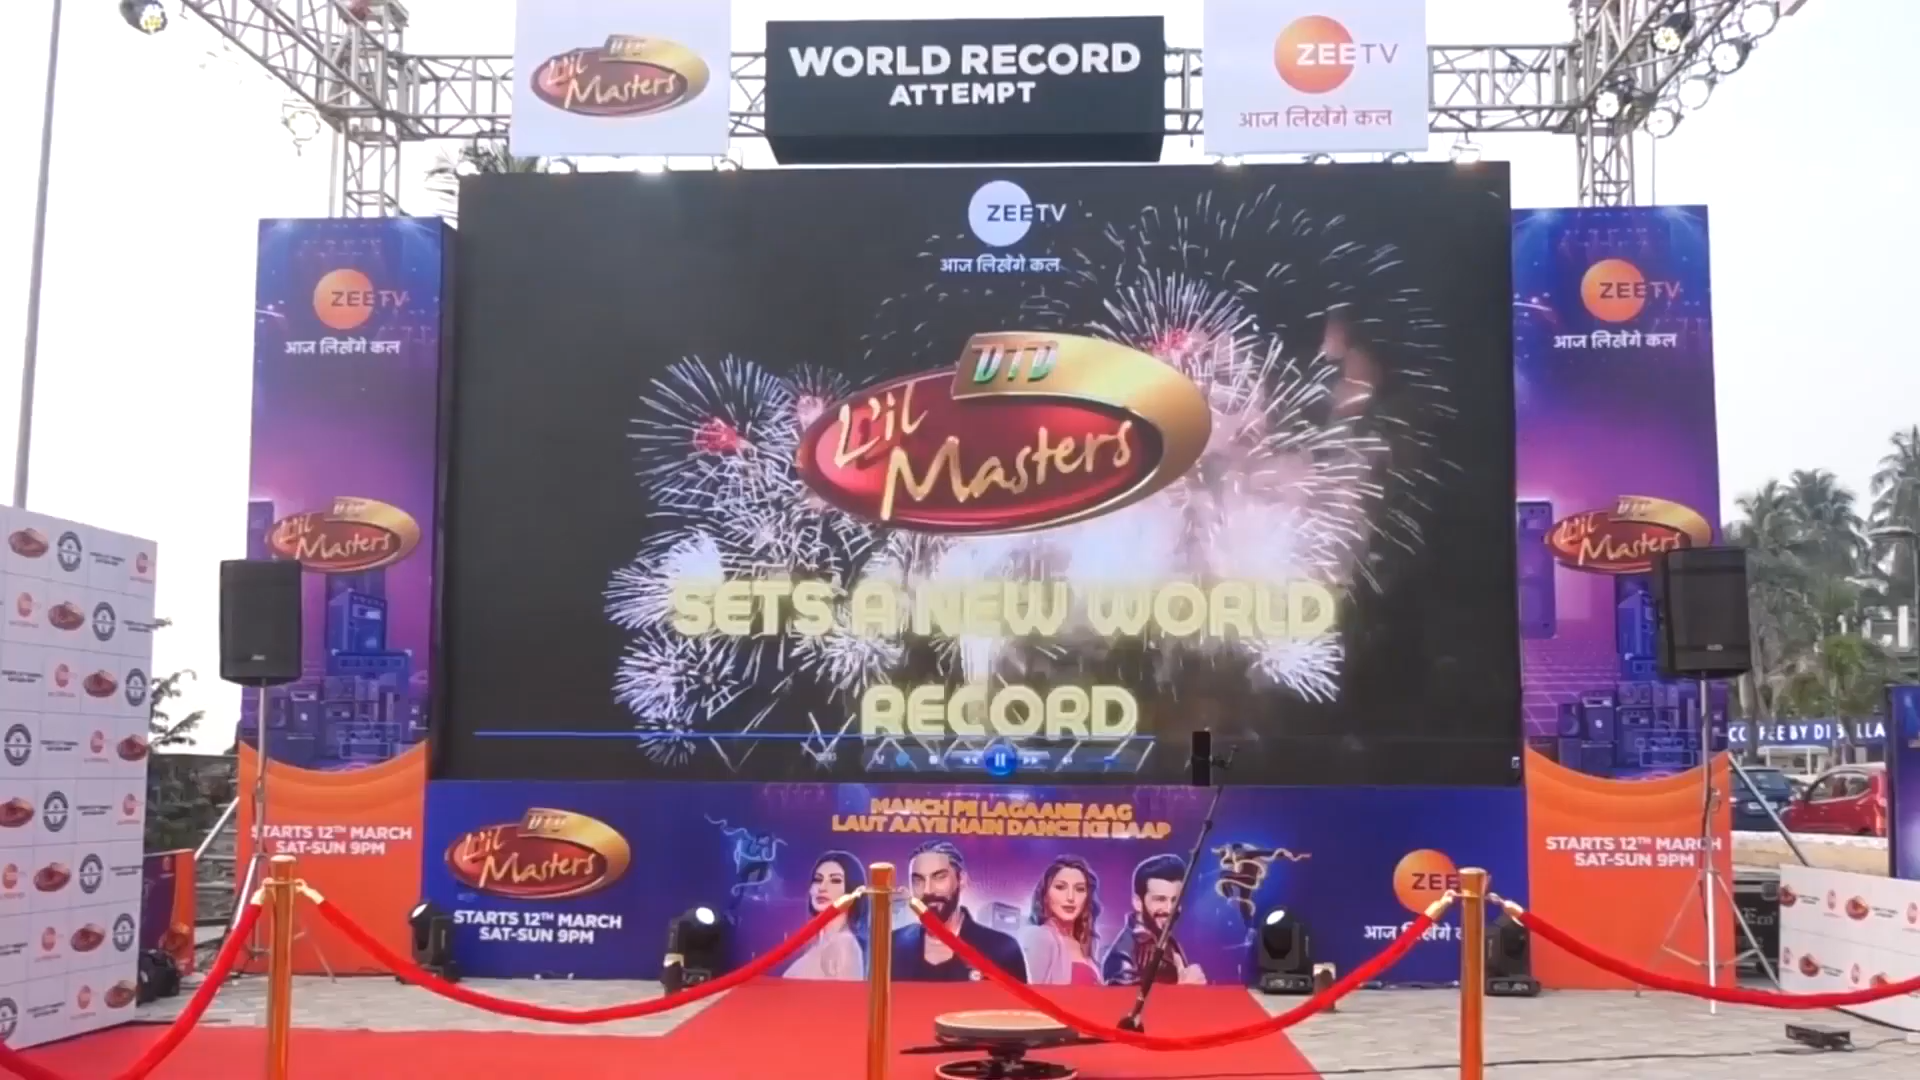 DID
L'il
Masters
WORLD RECORD
ATTEMPT
ZEE TV
आज लिखेंगे कल
ZEE TV
आज लिखेंगे कल
ZEE TV
आज लिखेंगे कल
ZEE TV
आज लिखेंगे कल
DID
L'il
Masters
SETS A NEW WORLD
RECORD
DID
L'il
Masters
DID
L'il
Masters
STARTS 12TH MARCH
SAT-SUN 9PM
DID
L'il
Masters
STARTS 12TH MARCH
SAT-SUN 9PM
MANCH PE LAGAANE AAG
LAUT AAYE HAIN DANCE KE BAAP
ZEE
STARTS 12TH MARCH
SAT-SUN 9PM